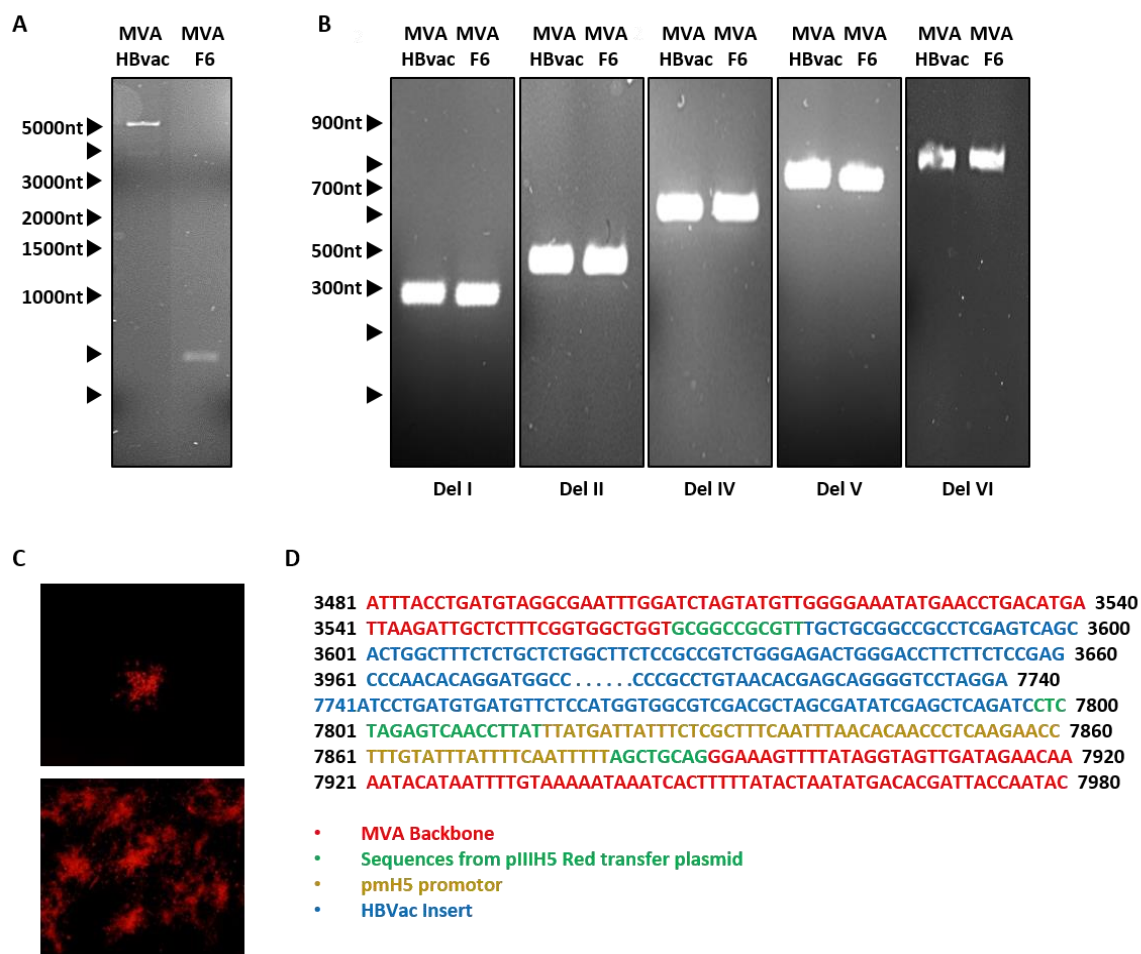 A
MVA MVA
HBvac F6
5000nt
3000nt
2000nt
1500nt
1000nt
B
MVA MVA MVA MVA MVA MVA MVA MVA MVA MVA
HBvac F6 HBvac F6 HBvac F6 HBvac F6 HBvac F6
900nt
700nt
500nt
300nt
Del I Del II Del IV Del V Del VI
C
D
3481 ATTTACCTGATGTAGGCGAATTTGGATCTAGTATGTTGGGGAAATATGAACCTGACATGA 3540
3541 TTAAGATTGCTCTTTCGGTGGCTGGTGCGGCCGCGTTTGCTGCGGCCGCCTCGAGTCAGC 3600
3601 ACTGGCTTTCTCTGCTCTGGCTTCTCCGCCGTCTGGGAGACTGGGACCTTCTTCTCCGAG 3660
3961 CCCAACACAGGATGGCC ......CCCGCCTGTAACACGAGCAGGGGTCCTAGGA 7740
7741ATCCTGATGTGATGTTCTCCATGGTGGCGTCGACGCTAGCGATATCGAGCTCAGATCCTC 7800
7801 TAGAGTCAACCTTATTTATGATTATTTCTCGCTTTCAATTTAACACAACCCTCAAGAACC 7860
7861 TTTGTATTTATTTTCAATTTTTAGCTGCAGGGAAAGTTTTATAGGTAGTTGATAGAACAA 7920
7921 AATACATAATTTTGTAAAAATAAATCACTTTTTATACTAATATGACACGATTACCAATAC 7980
• MVA Backbone
• Sequences from pIIIH5 Red transfer plasmid
• pmH5 promotor
• HBVac Insert